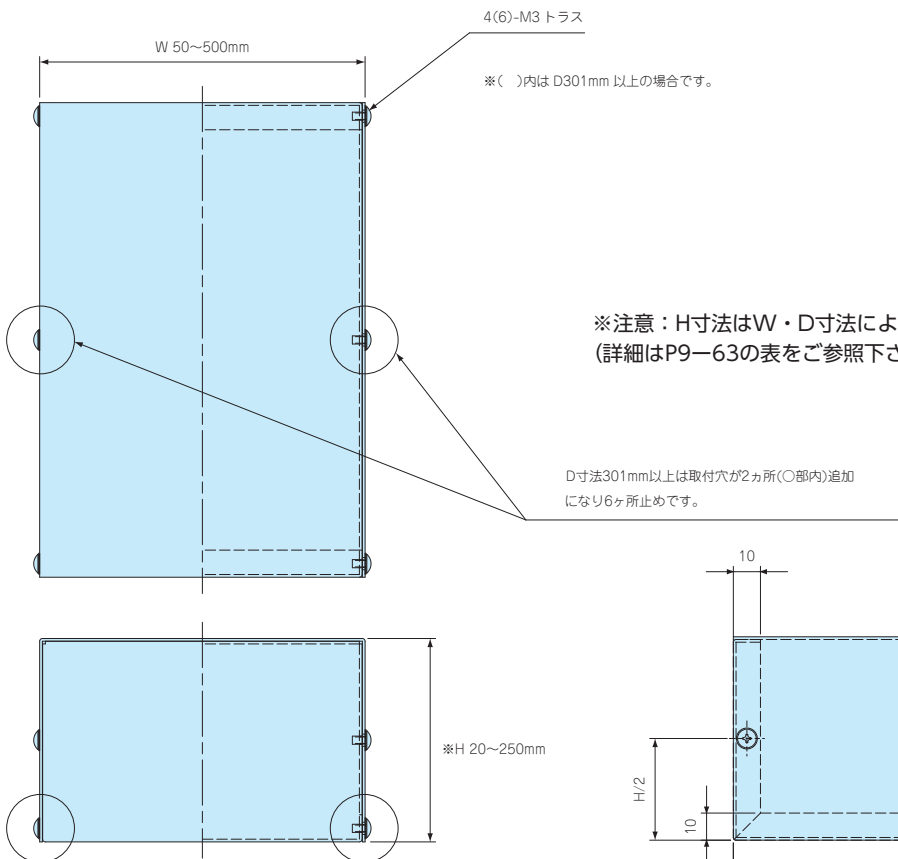 4(6)-M3 トラス
W 50〜500mm
※(　)内は D301mm 以上の場合です。
※注意：H寸法はW・D寸法によ
(詳細はP9ー63の表をご参照下さ
D寸法301mm以上は取付穴が2ヵ所(○部内)追加
になり6ヶ所止めです。
10
※H 20〜250mm
H/2
10